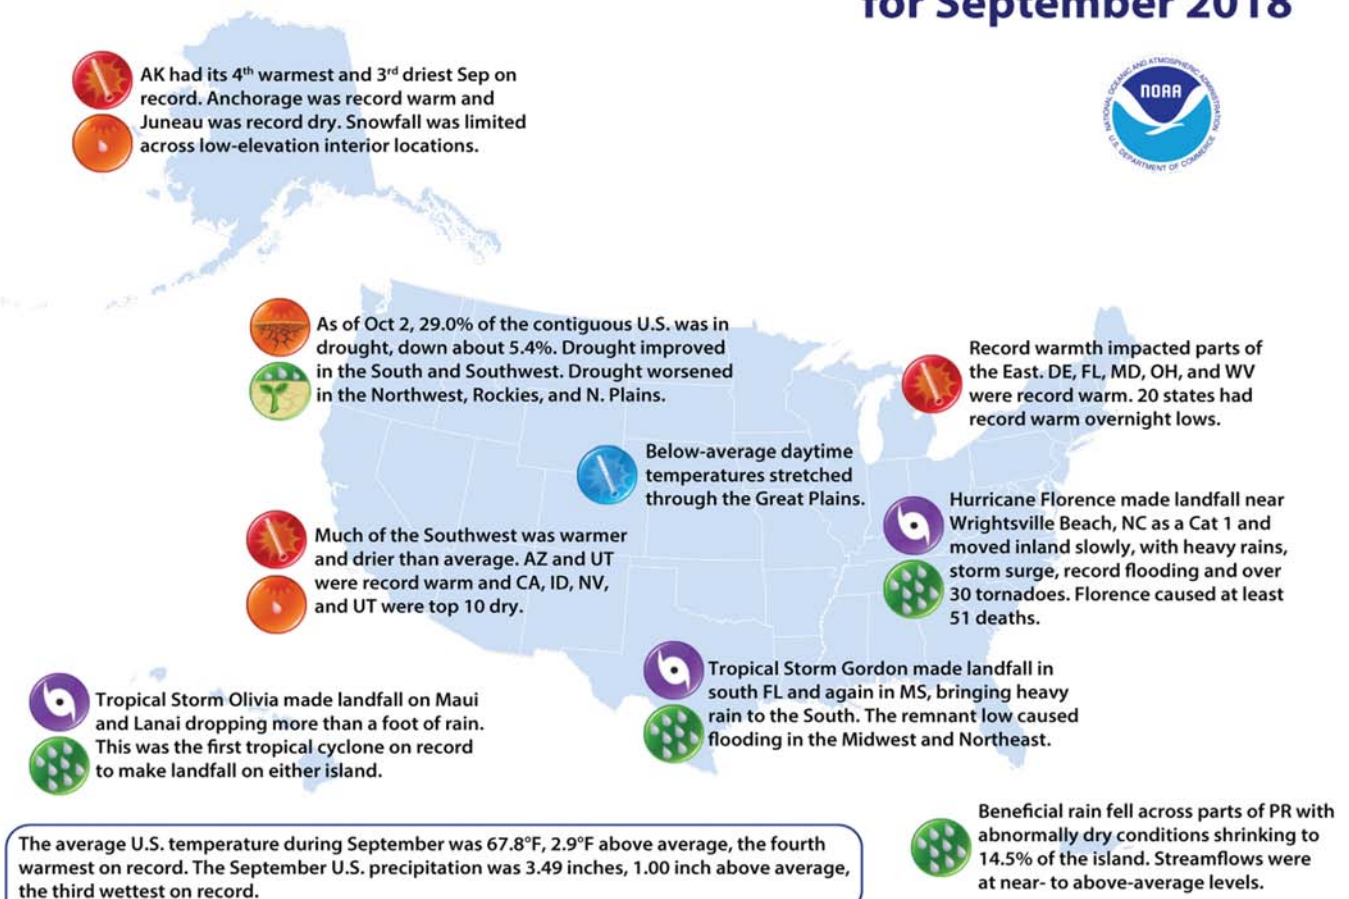 for September 2018
NATIONAL OCEANIC AND ATMOSPHERIC ADMINISTRATION
NOAA
U.S. DEPARTMENT OF COMMERCE
AK had its 4th warmest and 3rd driest Sep on
record. Anchorage was record warm and
Juneau was record dry. Snowfall was limited
across low-elevation interior locations.
As of Oct 2, 29.0% of the contiguous U.S. was in
drought, down about 5.4%. Drought improved
in the South and Southwest. Drought worsened
in the Northwest, Rockies, and N. Plains.
Record warmth impacted parts of
the East. DE, FL, MD, OH, and WV
were record warm. 20 states had
record warm overnight lows.
Below-average daytime
temperatures stretched
through the Great Plains.
Hurricane Florence made landfall near
Wrightsville Beach, NC as a Cat 1 and
moved inland slowly, with heavy rains,
storm surge, record flooding and over
30 tornadoes. Florence caused at least
51 deaths.
Much of the Southwest was warmer
and drier than average. AZ and UT
were record warm and CA, ID, NV,
and UT were top 10 dry.
Tropical Storm Gordon made landfall in
south FL and again in MS, bringing heavy
rain to the South. The remnant low caused
flooding in the Midwest and Northeast.
Tropical Storm Olivia made landfall on Maui
and Lanai dropping more than a foot of rain.
This was the first tropical cyclone on record
to make landfall on either island.
Beneficial rain fell across parts of PR with
abnormally dry conditions shrinking to
14.5% of the island. Streamflows were
at near- to above-average levels.
The average U.S. temperature during September was 67.8°F, 2.9°F above average, the fourth
warmest on record. The September U.S. precipitation was 3.49 inches, 1.00 inch above average,
the third wettest on record.